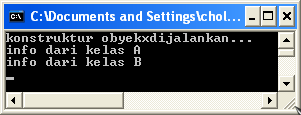 C:\Documents and Settings\chol...
konstruktur obyekxdijalankan...
info dari kelas A
info dari kelas B